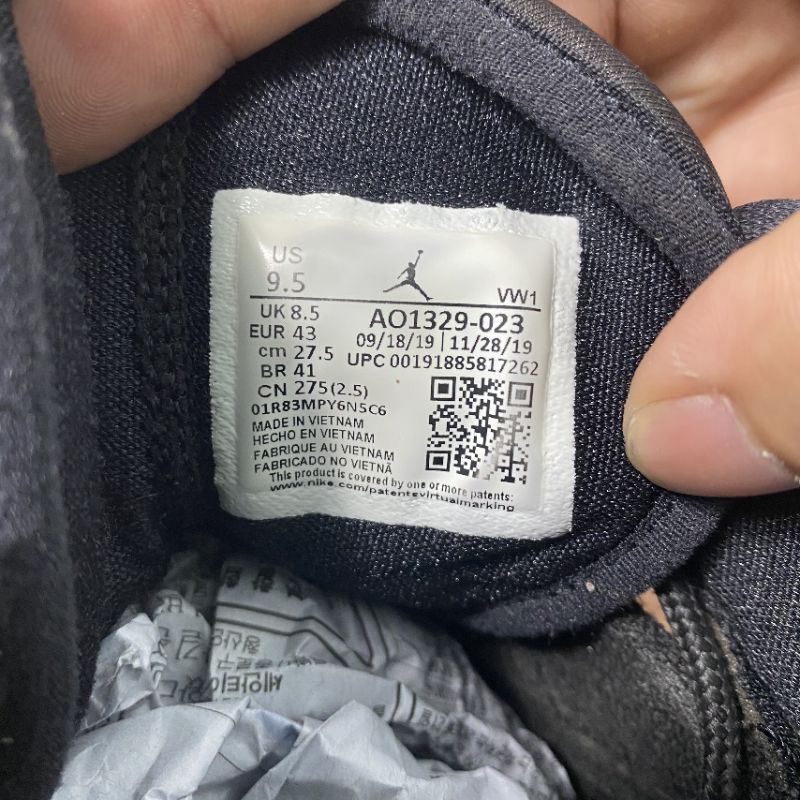 US
9.5
VW1
UK 8.5
EUR 43
cm 27.5
BR 41
CN 275(2.5)
AO1329-023
09/18/19 | 11/28/19
UPC 00191885817262
01R83MPY6N5C6
MADE IN VIETNAM
HECHO EN VIETNAM
FABRIQUE AU VIETNAM
FABRICADO NO VIETNÃ
This product is covered by one or more patents:
www.nike.com/patentsvirtualmarking